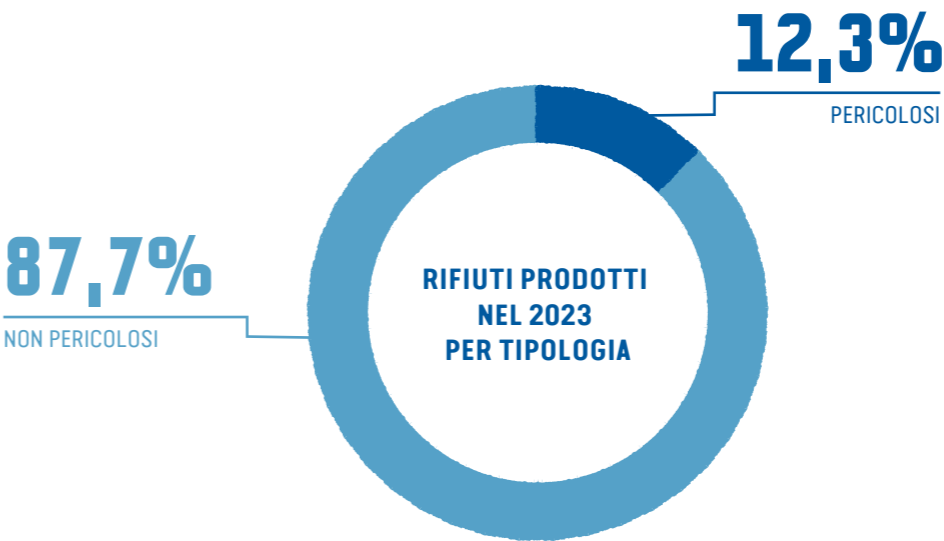 12,3%
PERICOLOSI
87,7%
NON PERICOLOSI
RIFIUTI PRODOTTI
NEL 2023
PER TIPOLOGIA